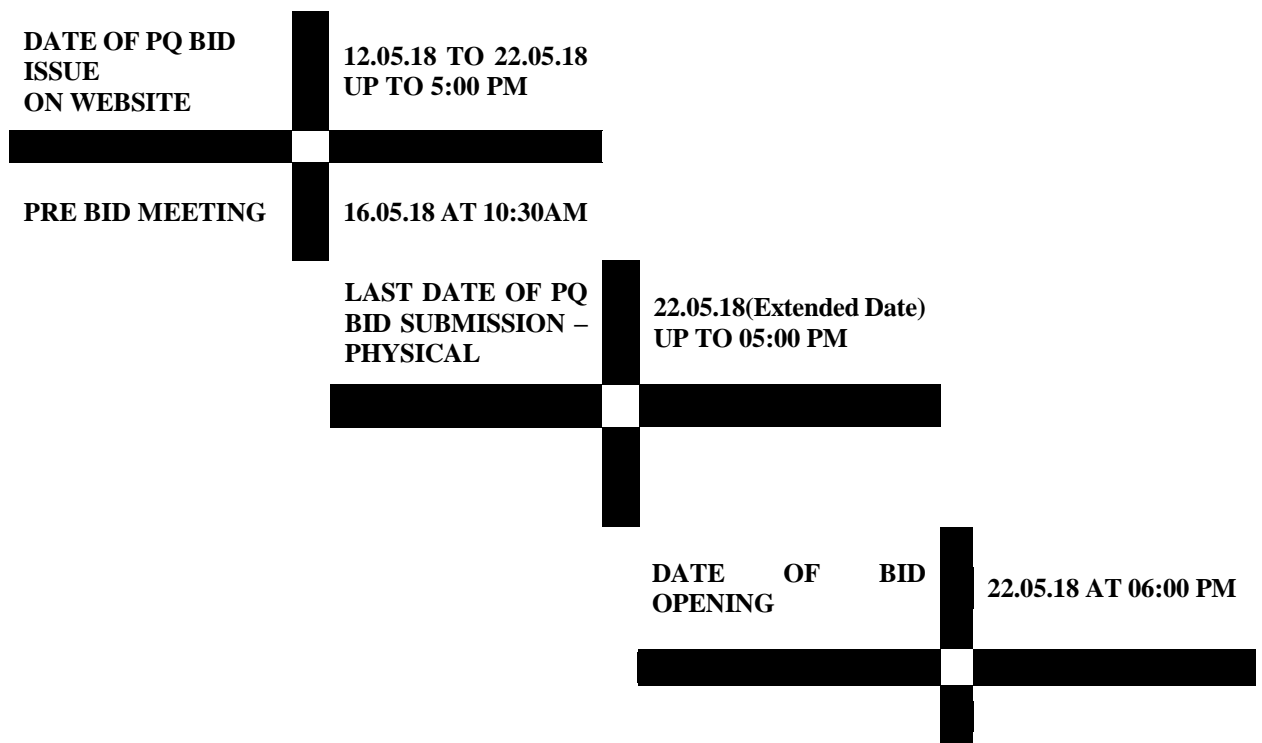 DATE OF PQ BID
ISSUE
ON WEBSITE
12.05.18 TO 22.05.18
UP TO 5:00 PM
PRE BID MEETING
16.05.18 AT 10:30AM
LAST DATE OF PQ
BID SUBMISSION –
PHYSICAL
22.05.18(Extended Date)
UP TO 05:00 PM
DATE OF BID
OPENING
22.05.18 AT 06:00 PM